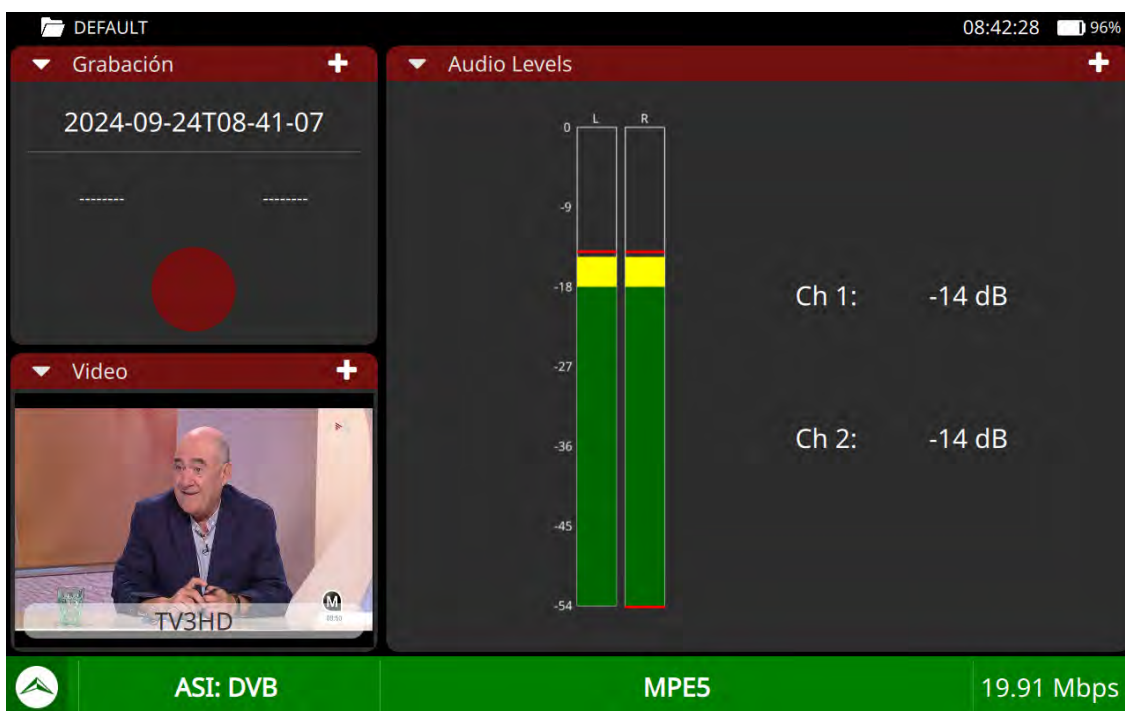 DEFAULT
08:42:28
96%
Grabación
2024-09-24T08-41-07
--------
--------
Video
TV3HD
M
Audio Levels
L R
0
-9
-18
-27
-36
-45
-54
Ch 1: -14 dB
Ch 2: -14 dB
ASI: DVB
MPE5
19.91 Mbps